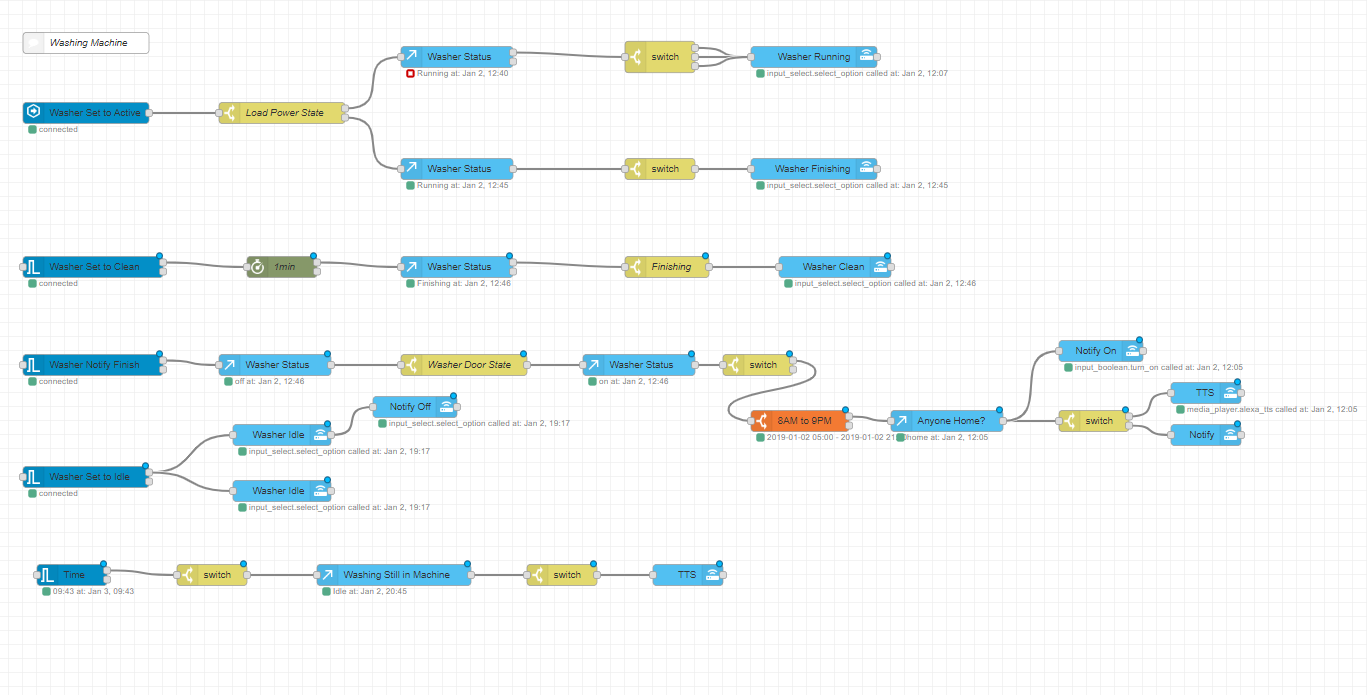 Washing Machine
Washer Status
Running at: Jan 2, 12:40
switch
Washer Running
input_select.select_option called at: Jan 2, 12:07
Washer Set to Active
connected
Load Power State
Washer Status
Running at: Jan 2, 12:45
switch
Washer Finishing
input_select.select_option called at: Jan 2, 12:45
Washer Set to Clean
connected
1min
Washer Status
Finishing at: Jan 2, 12:46
Finishing
Washer Clean
input_select.select_option called at: Jan 2, 12:46
Washer Notify Finish
connected
Washer Status
off at: Jan 2, 12:46
Washer Door State
Washer Status
on at: Jan 2, 12:46
switch
Notify On
input_boolean.turn_on called at: Jan 2, 12:05
TTS
media_player.alexa_tts called at: Jan 2, 12:05
Notify Off
input_select.select_option called at: Jan 2, 19:17
8AM to 9PM
2019-01-02 05:00 - 2019-01-02 21
Anyone Home?
home at: Jan 2, 12:05
switch
Notify
Washer Idle
input_select.select_option called at: Jan 2, 19:17
Washer Set to Idle
connected
Washer Idle
input_select.select_option called at: Jan 2, 19:17
Time
09:43 at: Jan 3, 09:43
switch
Washing Still in Machine
Idle at: Jan 2, 20:45
switch
TTS